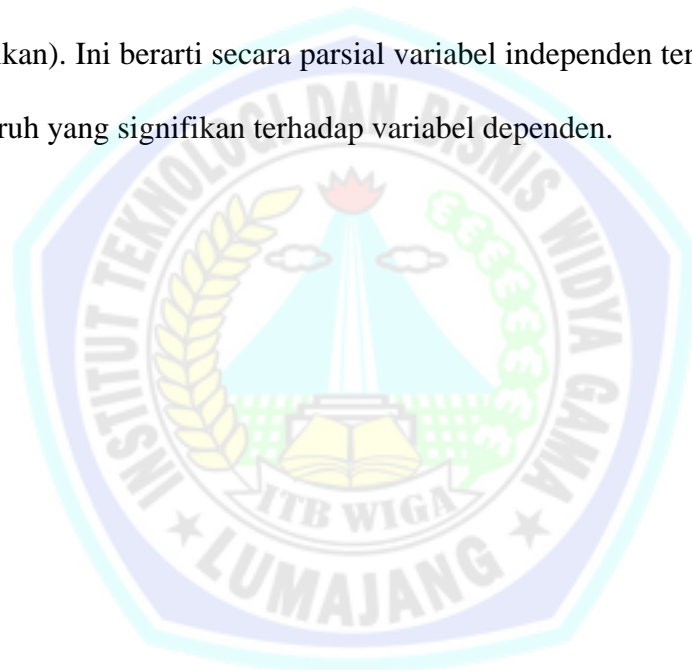 ikan). Ini berarti secara parsial variabel independen ter
ruh yang signifikan terhadap variabel dependen.
INSTITUT TEKNOLOGI DAN BISNIS WIDYA GAMA
ITB WIGA
LUMAJANG